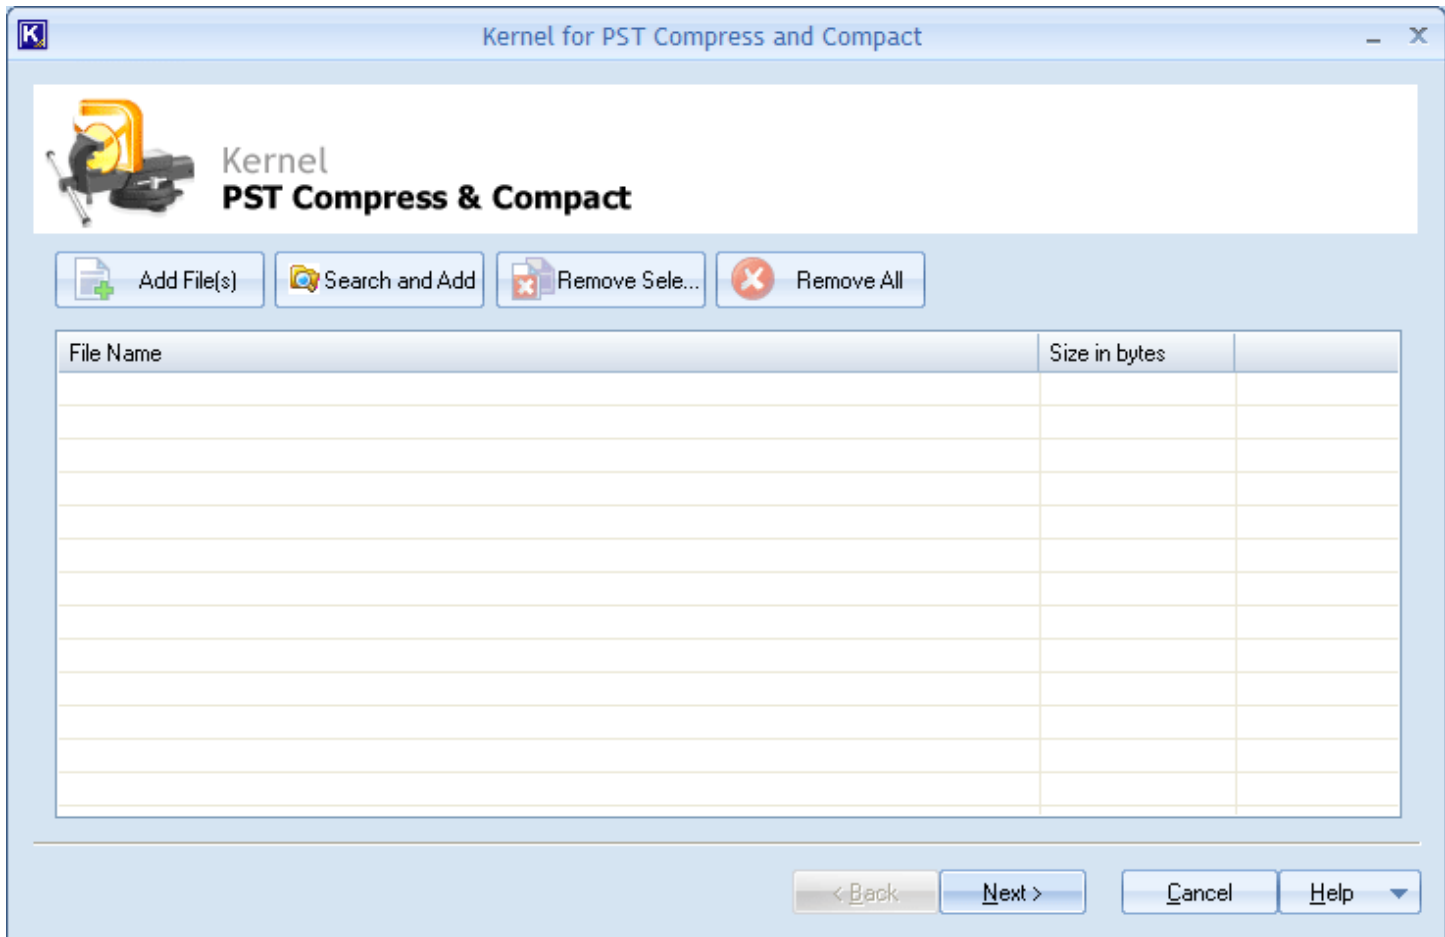 Kernel for PST Compress and Compact
Kernel
PST Compress & Compact
Add File(s) Search and Add Remove Sele... Remove All
File Name Size in bytes
< Back Next > Cancel Help